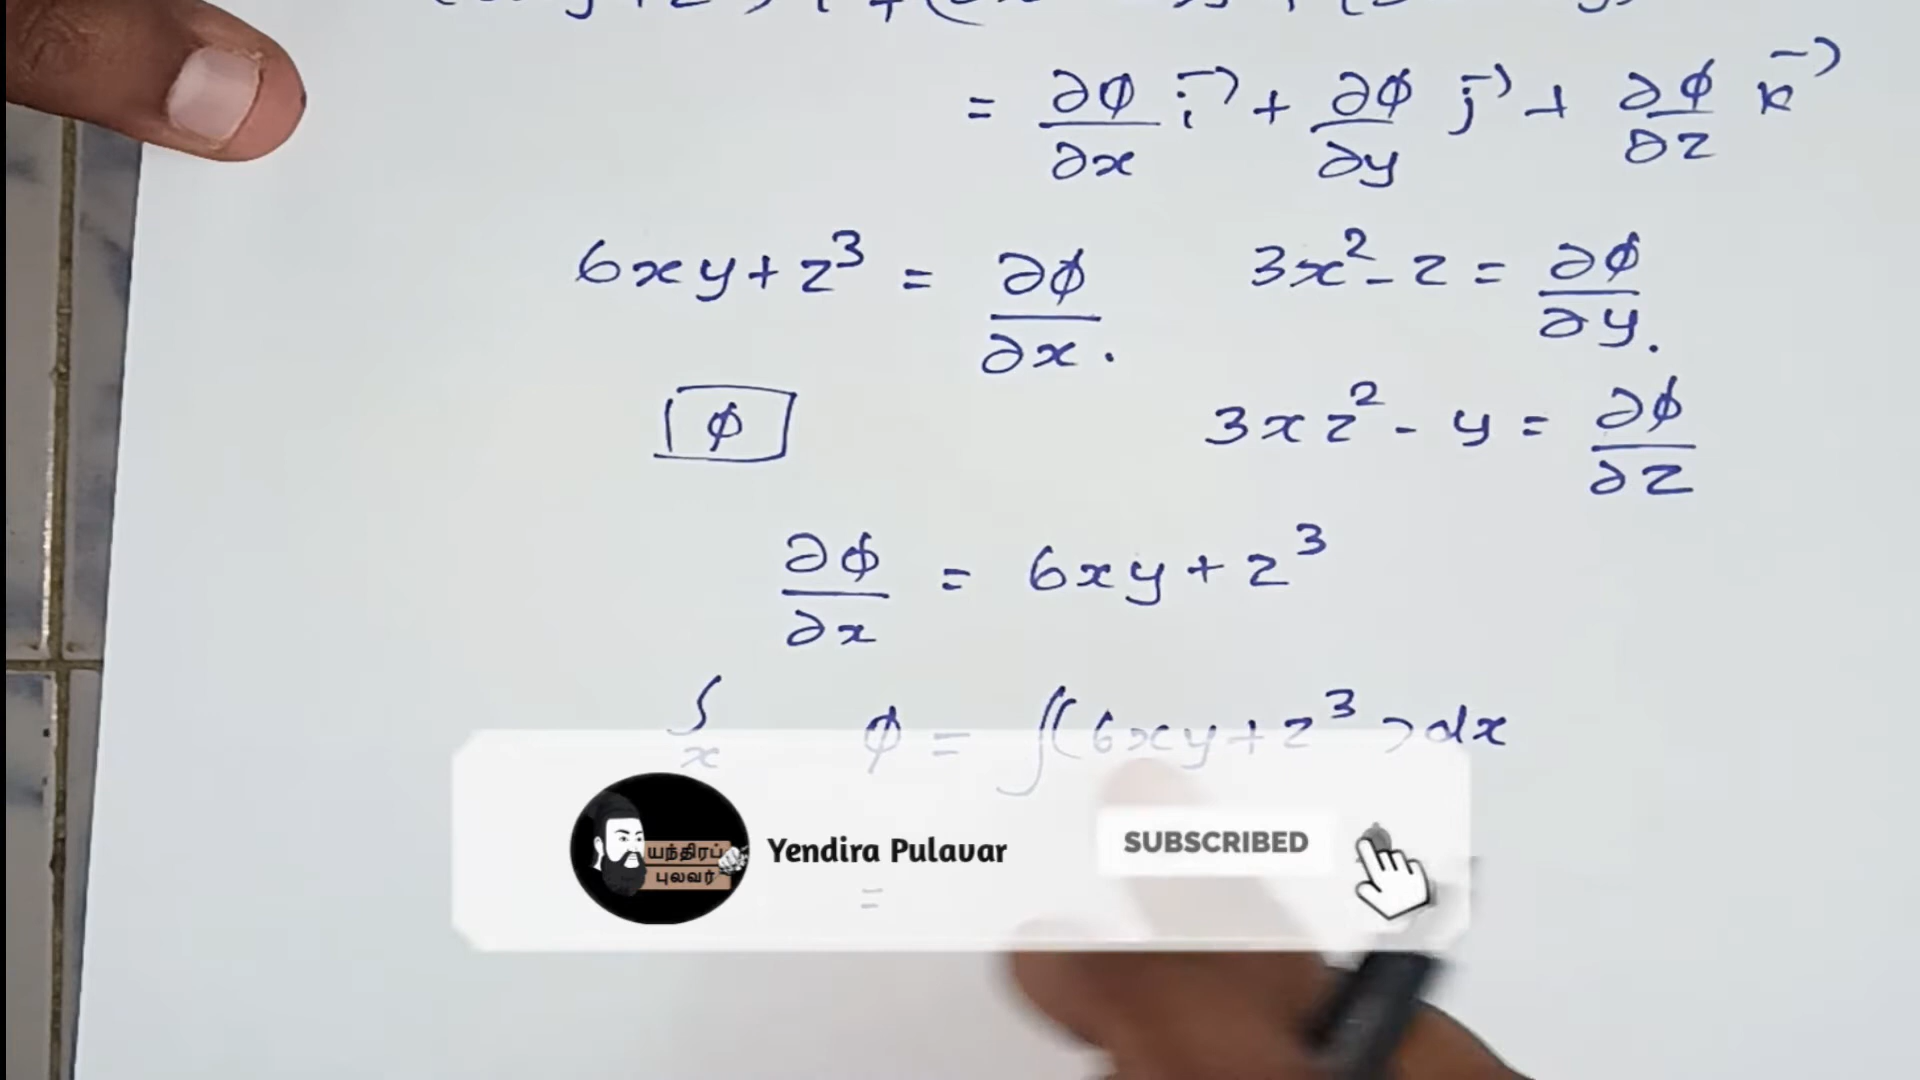 = ∂φ/∂x i⃗ + ∂φ/∂y j⃗ + ∂φ/∂z k⃗
6xy+z³ = ∂φ/∂x. 3x²-z = ∂φ/∂y.
φ 3xz² - y = ∂φ/∂z
∂φ/∂x = 6xy+z³
∫x φ = ∫(6xy+z³)dx
யந்திரப்
புலவர்
Yendira Pulavar
SUBSCRIBED
=